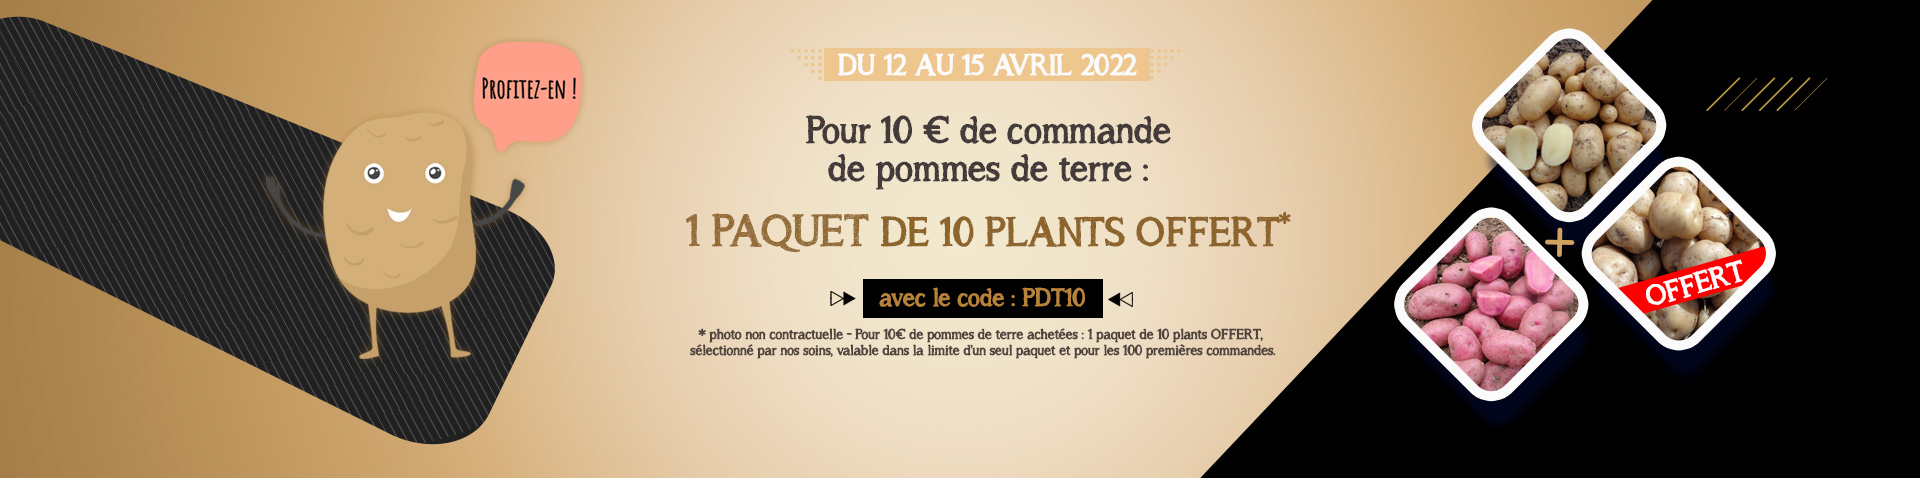 PROFITEZ-EN !
DU 12 AU 15 AVRIL 2022
Pour 10 € de commande
de pommes de terre :
1 PAQUET DE 10 PLANTS OFFERT*
avec le code : PDT10
* photo non contractuelle - Pour 10€ de pommes de terre achetées : 1 paquet de 10 plants OFFERT,
sélectionné par nos soins, valable dans la limite d'un seul paquet et pour les 100 premières commandes.
OFFERT